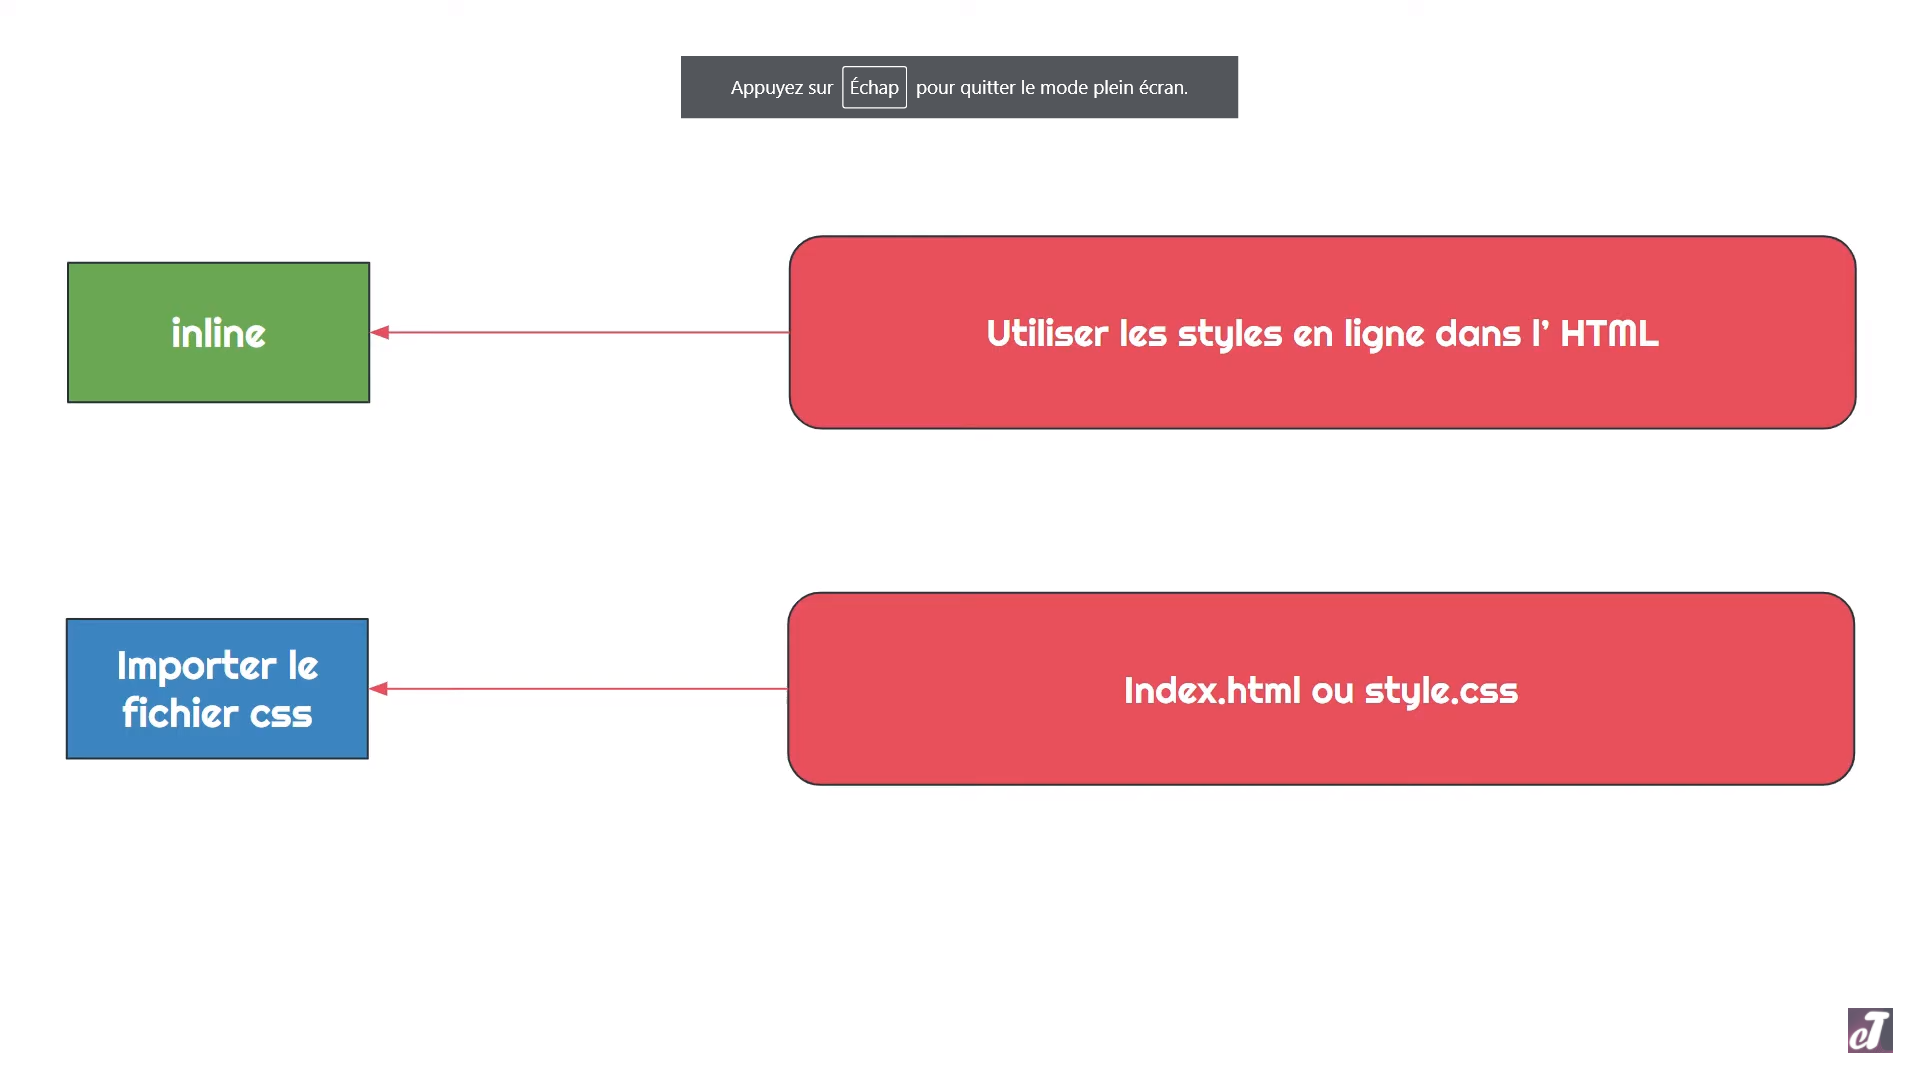 Appuyez sur Échap pour quitter le mode plein écran.
inline
Utiliser les styles en ligne dans l’ HTML
Importer le
fichier css
Index.html ou style.css
eT